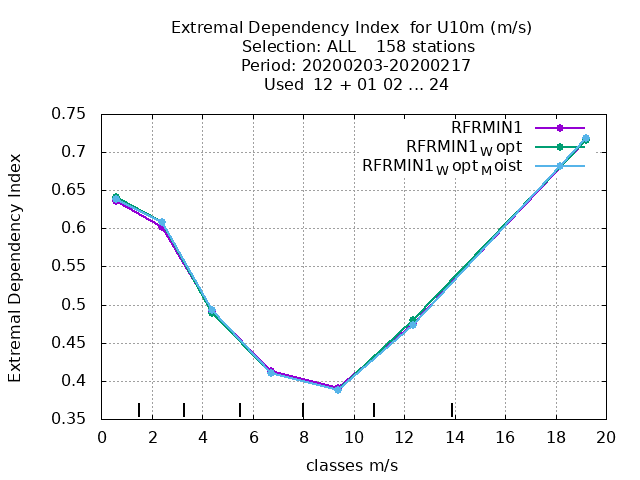 Extremal Dependency Index  for U10m (m/s)
Selection: ALL    158 stations
Period: 20200203-20200217
Used  12 + 01 02 ... 24
Extremal Dependency Index
0.75
0.7
0.65
0.6
0.55
0.5
0.45
0.4
0.35
RFRMIN1
RFRMIN1_W opt
RFRMIN1_W opt_M oist
0 2 4 6 8 10 12 14 16 18 20
classes m/s